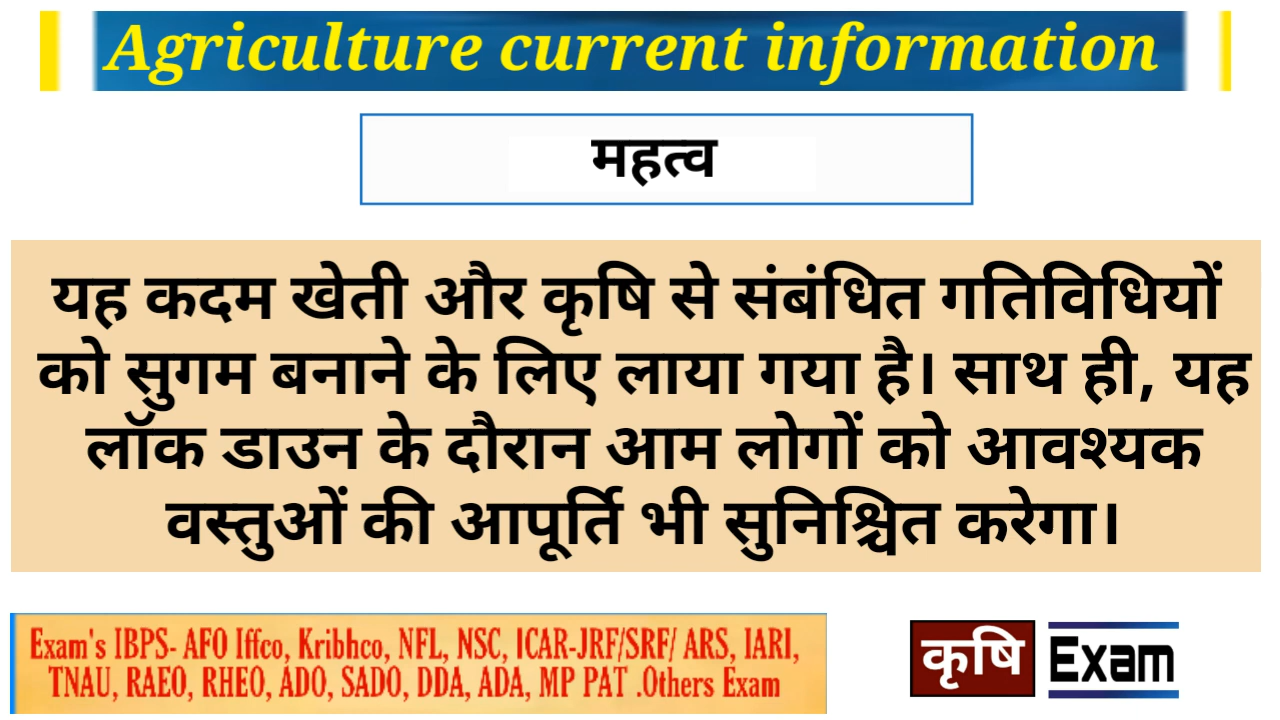 Agriculture current information
महत्व
यह कदम खेती और कृषि से संबंधित गतिविधियों
को सुगम बनाने के लिए लाया गया है। साथ ही, यह
लॉक डाउन के दौरान आम लोगों को आवश्यक
वस्तुओं की आपूर्ति भी सुनिश्चित करेगा।
Exam's IBPS- AFO Iffco, Kribhco, NFL, NSC, ICAR-JRF/SRF/ ARS, IARI,
TNAU, RAEO, RHEO, ADO, SADO, DDA, ADA, MP PAT .Others Exam
कृषि Exam